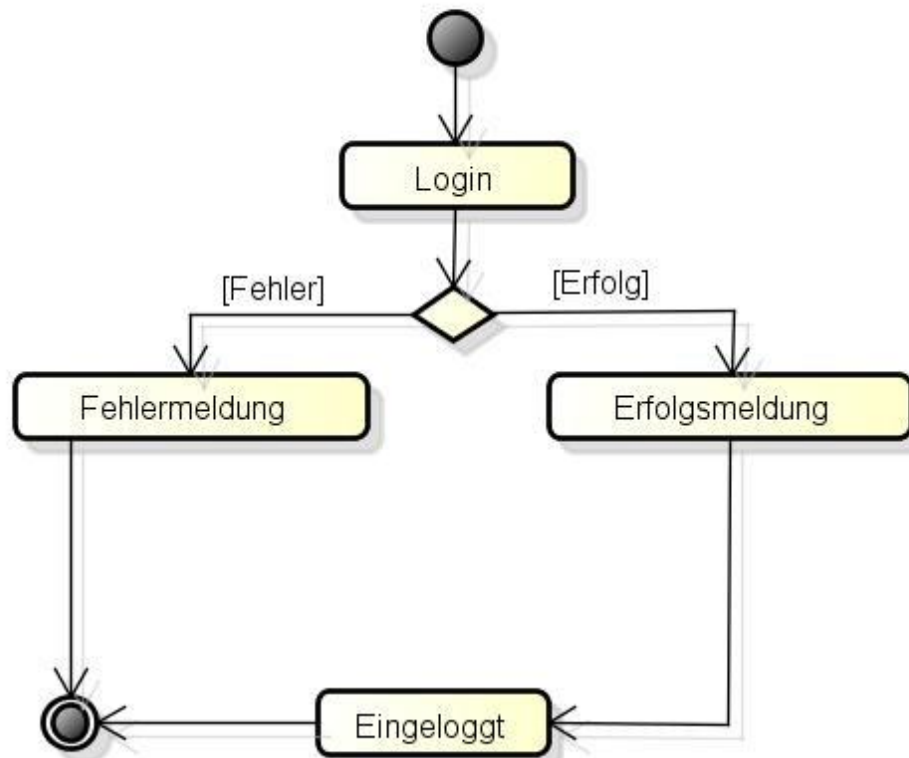 Login
[Fehler]
[Erfolg]
Fehlermeldung
Erfolgsmeldung
Eingeloggt